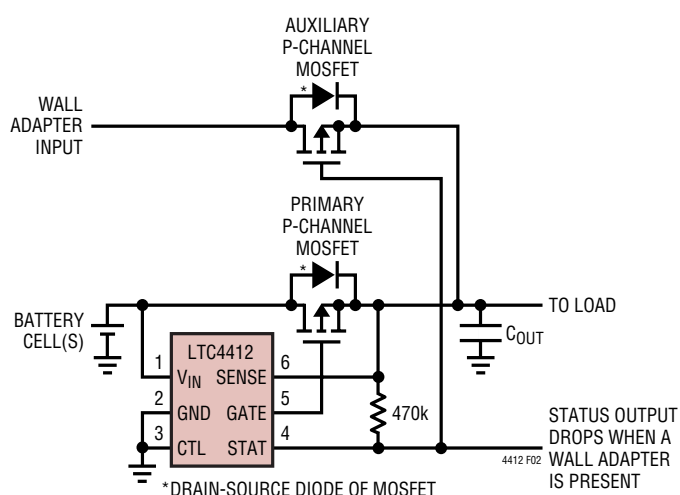 AUXILIARY
P-CHANNEL
MOSFET
*
WALL
ADAPTER
INPUT
PRIMARY
P-CHANNEL
MOSFET
*
BATTERY
CELL(S)
TO LOAD
COUT
LTC4412
1
VIN
SENSE
6
2
GND
GATE
5
3
CTL
STAT
4
470k
STATUS OUTPUT
DROPS WHEN A
WALL ADAPTER
IS PRESENT
4412 F02
*DRAIN-SOURCE DIODE OF MOSFET